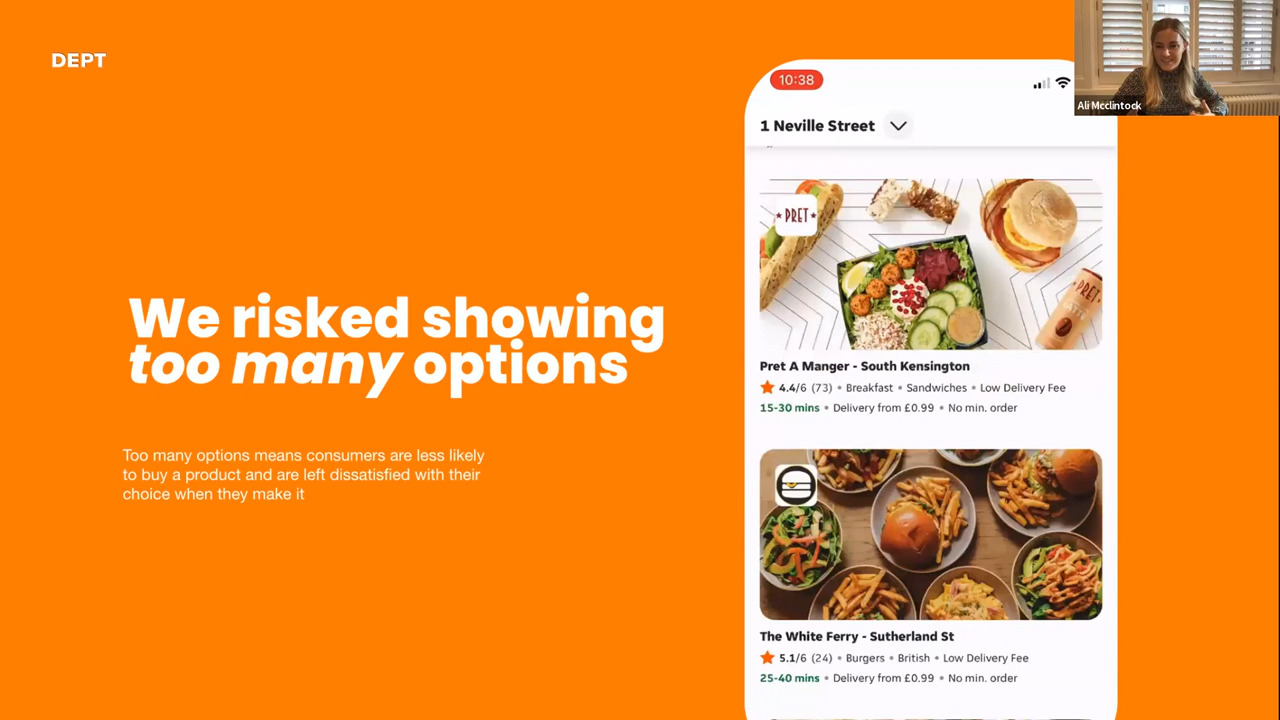 DEPT
We risked showing
too many options
Too many options means consumers are less likely
to buy a product and are left dissatisfied with their
choice when they make it
10:38
1 Neville Street
PRET
PRET
Pret A Manger - South Kensington
4.4/6 (73) • Breakfast • Sandwiches • Low Delivery Fee
15-30 mins • Delivery from £0.99 • No min. order
The White Ferry - Sutherland St
5.1/6 (24) • Burgers • British • Low Delivery Fee
25-40 mins • Delivery from £0.99 • No min. order
Ali Mcclintock